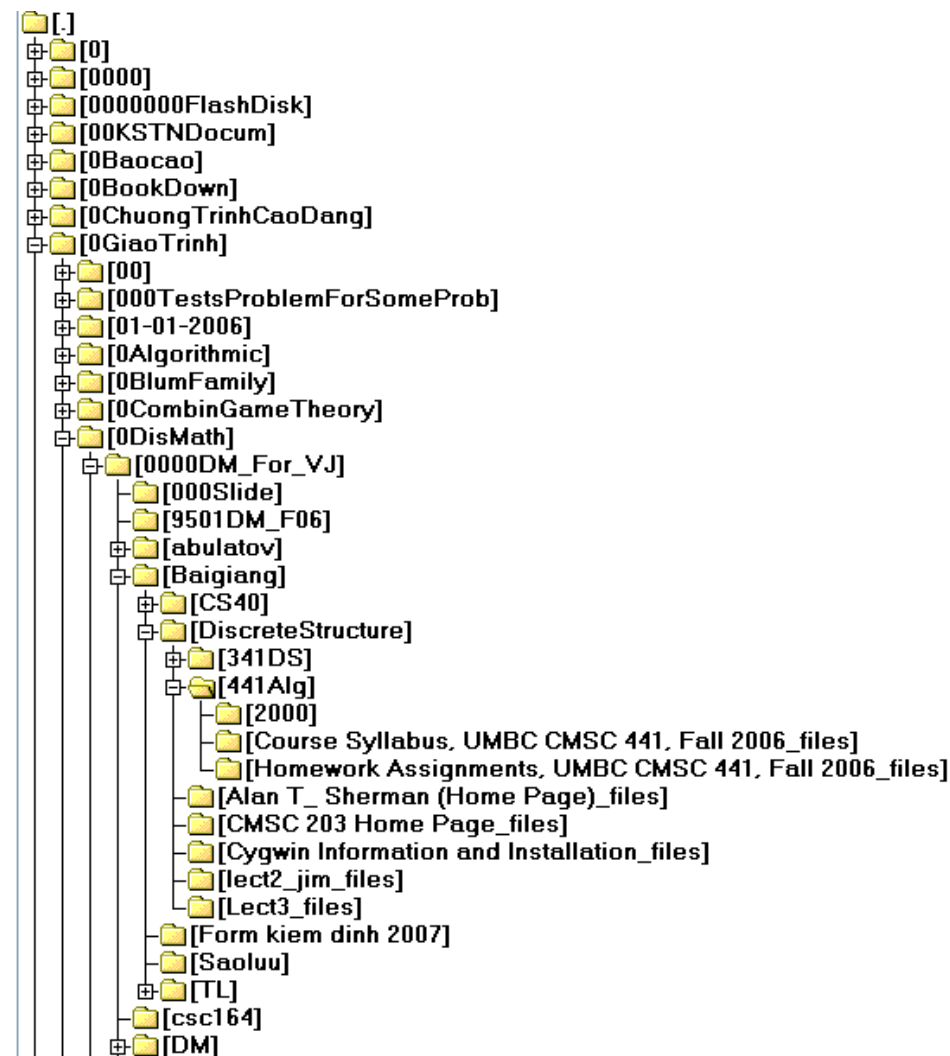 [.]
[0]
[0000]
[0000000FlashDisk]
[00KSTNDocum]
[0Baocao]
[0BookDown]
[0ChuongTrinhCaoDang]
[0GiaoTrinh]
[00]
[000TestsProblemForSomeProb]
[01-01-2006]
[0Algorithmic]
[0BlumFamily]
[0CombinGameTheory]
[0DisMath]
[0000DM_For_VJ]
[000Slide]
[9501DM_F06]
[abulatov]
[Baigiang]
[CS40]
[DiscreteStructure]
[341DS]
[441Alg]
[2000]
[Course Syllabus, UMBC CMSC 441, Fall 2006_files]
[Homework Assignments, UMBC CMSC 441, Fall 2006_files]
[Alan T_ Sherman (Home Page)_files]
[CMSC 203 Home Page_files]
[Cygwin Information and Installation_files]
[lect2_jim_files]
[Lect3_files]
[Form kiem dinh 2007]
[Saoluu]
[TL]
[csc164]
[DM]